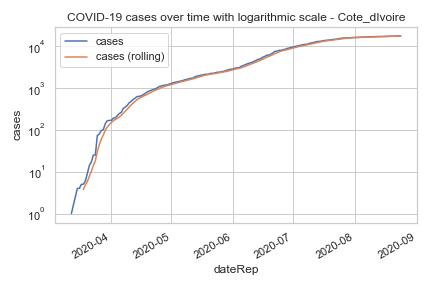 COVID-19 cases over time with logarithmic scale - Cote_dIvoire
cases
cases (rolling)
10⁴
10³
10²
10¹
10⁰
cases
2020-04
2020-05
2020-06
2020-07
2020-08
2020-09
dateRep